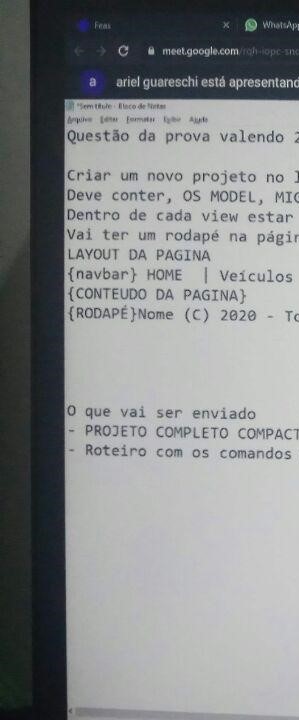 Feas × WhatsApp
meet.google.com/rqh-iopc-sno
a ariel guareschi está apresentand
*Sem título - Bloco de Notas
Arquivo Editar Formatar Exibir Ajuda
Questão da prova valendo 2
Criar um novo projeto no
Deve conter, OS MODEL, MIG
Dentro de cada view estar
Vai ter um rodapé na págin
LAYOUT DA PAGINA
{navbar} HOME | Veículos
{CONTEUDO DA PAGINA}
{RODAPÉ}Nome (C) 2020 - To
O que vai ser enviado
- PROJETO COMPLETO COMPACT
- Roteiro com os comandos